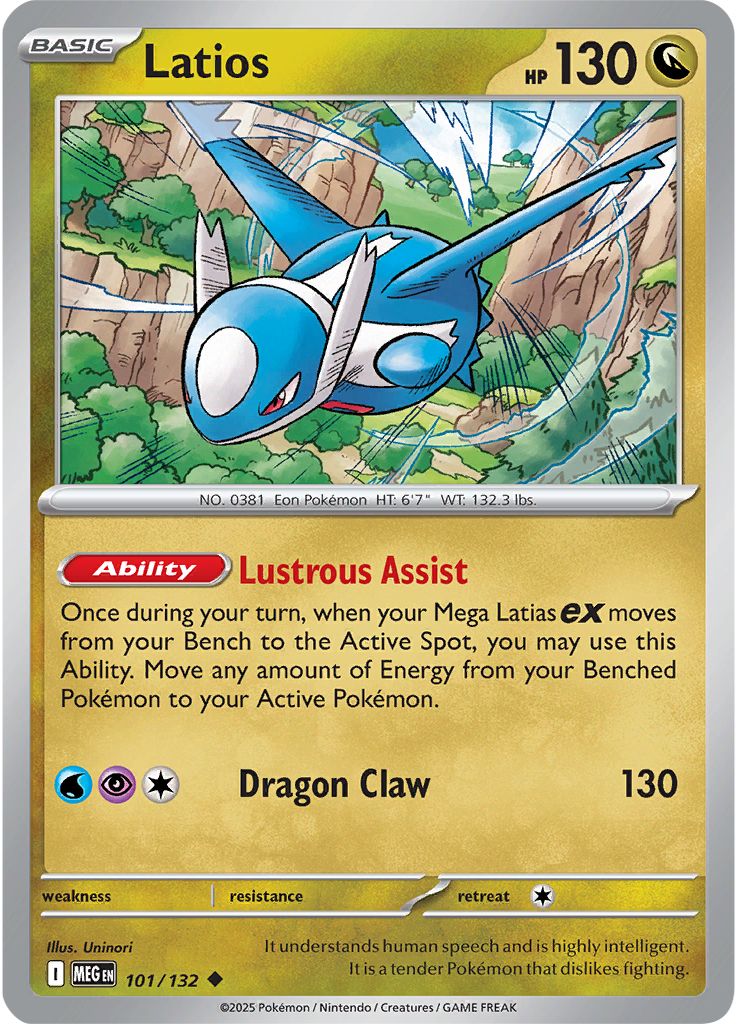 BASIC
Latios
HP 130
NO. 0381 Eon Pokémon HT: 6'7" WT: 132.3 lbs.
Ability Lustrous Assist
Once during your turn, when your Mega Latias ex moves
from your Bench to the Active Spot, you may use this
Ability. Move any amount of Energy from your Benched
Pokémon to your Active Pokémon.
Dragon Claw 130
weakness resistance retreat
Illus. Uninori
It understands human speech and is highly intelligent.
It is a tender Pokémon that dislikes fighting.
I MEG EN 101/132
©2025 Pokémon / Nintendo / Creatures / GAME FREAK